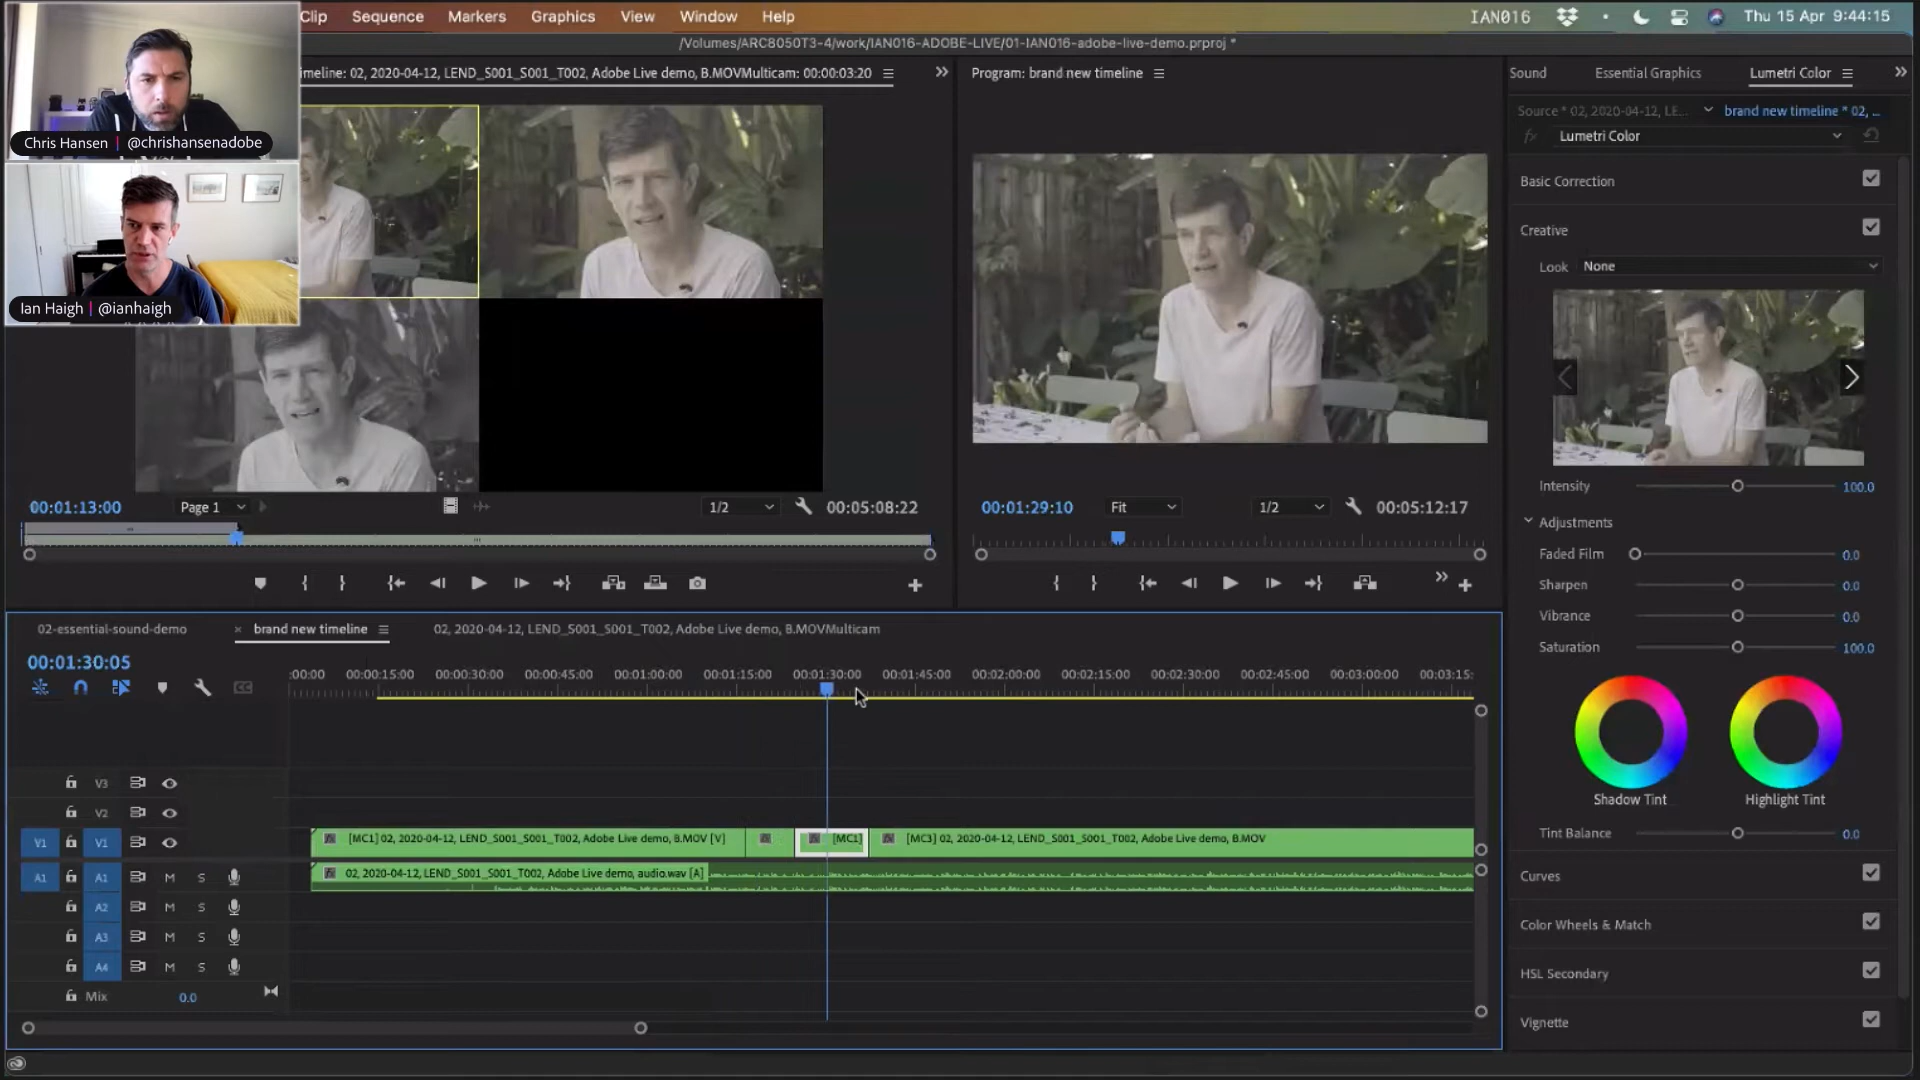 Clip Sequence Markers Graphics View Window Help IAN016 Thu 15 Apr 9:44:15
/Volumes/ARC8050T3-4/work/IAN016-ADOBE-LIVE/01-IAN016-adobe-live-demo.prproj *
Chris Hansen | @chrishansenadobe
Ian Haigh | @ianhaigh
imeline: 02, 2020-04-12, LEND_S001_S001_T002, Adobe Live demo, B.MOVMulticam: 00:00:03:20
Program: brand new timeline
Sound Essential Graphics Lumetri Color
Source * 02, 2020-04-12, LE... brand new timeline * 02, ...
fx Lumetri Color
Basic Correction
Creative
Look None
Intensity 100.0
Adjustments
Faded Film 0.0
Sharpen 0.0
Vibrance 0.0
Saturation 100.0
Shadow Tint Highlight Tint
Tint Balance 0.0
Curves
Color Wheels & Match
HSL Secondary
Vignette
00:01:13:00 Page 1 1/2 00:05:08:22
00:01:29:10 Fit 1/2 00:05:12:17
02-essential-sound-demo × brand new timeline 02, 2020-04-12, LEND_S001_S001_T002, Adobe Live demo, B.MOVMulticam
00:01:30:05
:00:00 00:00:15:00 00:00:30:00 00:00:45:00 00:01:00:00 00:01:15:00 00:01:30:00 00:01:45:00 00:02:00:00 00:02:15:00 00:02:30:00 00:02:45:00 00:03:00:00 00:03:15:
V3
V2
V1 V1 [MC1] 02, 2020-04-12, LEND_S001_S001_T002, Adobe Live demo, B.MOV [V] [MC1] [MC3] 02, 2020-04-12, LEND_S001_S001_T002, Adobe Live demo, B.MOV
A1 A1 M S 02, 2020-04-12, LEND_S001_S001_T002, Adobe Live demo, audio.wav [A]
A2 M S
A3 M S
A4 M S
Mix 0.0